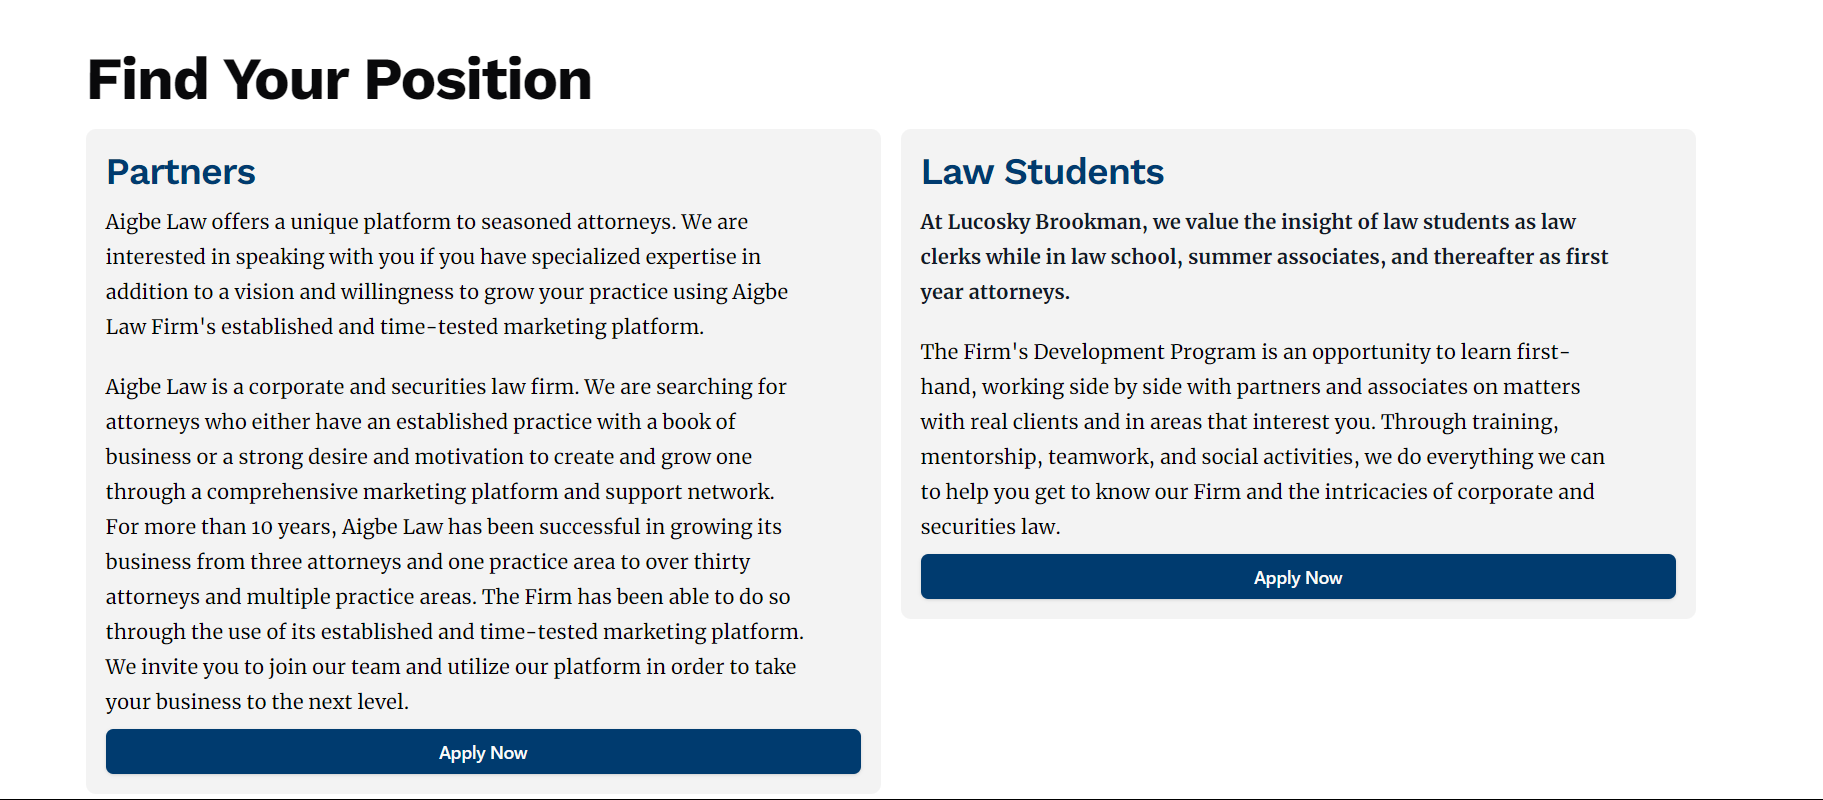 Find Your Position
Partners
Aigbe Law offers a unique platform to seasoned attorneys. We are
interested in speaking with you if you have specialized expertise in
addition to a vision and willingness to grow your practice using Aigbe
Law Firm's established and time-tested marketing platform.
Aigbe Law is a corporate and securities law firm. We are searching for
attorneys who either have an established practice with a book of
business or a strong desire and motivation to create and grow one
through a comprehensive marketing platform and support network.
For more than 10 years, Aigbe Law has been successful in growing its
business from three attorneys and one practice area to over thirty
attorneys and multiple practice areas. The Firm has been able to do so
through the use of its established and time-tested marketing platform.
We invite you to join our team and utilize our platform in order to take
your business to the next level.
Apply Now
Law Students
At Lucosky Brookman, we value the insight of law students as law
clerks while in law school, summer associates, and thereafter as first
year attorneys.
The Firm's Development Program is an opportunity to learn first-
hand, working side by side with partners and associates on matters
with real clients and in areas that interest you. Through training,
mentorship, teamwork, and social activities, we do everything we can
to help you get to know our Firm and the intricacies of corporate and
securities law.
Apply Now